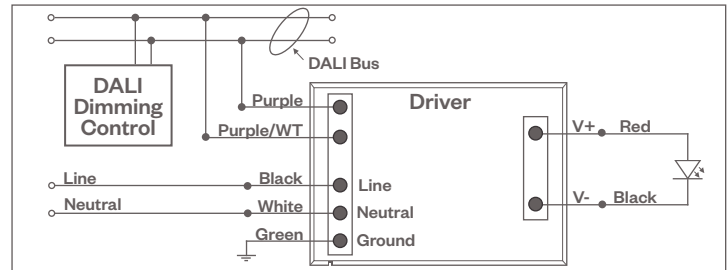 DALI Bus
DALI
Dimming
Control
Driver
Purple
Purple/WT
V+ Red
Line Black Line
Neutral White Neutral
V- Black
Green Ground